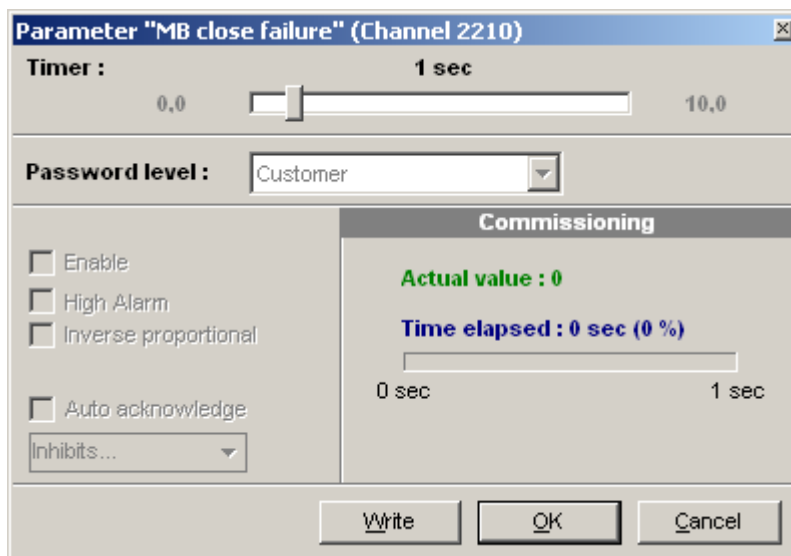 Parameter "MB close failure" (Channel 2210)
Timer : 1 sec
0,0 10,0
Password level : Customer
Commissioning
Enable
High Alarm
Inverse proportional
Auto acknowledge
Inhibits...
Actual value : 0
Time elapsed : 0 sec (0 %)
0 sec 1 sec
Write OK Cancel